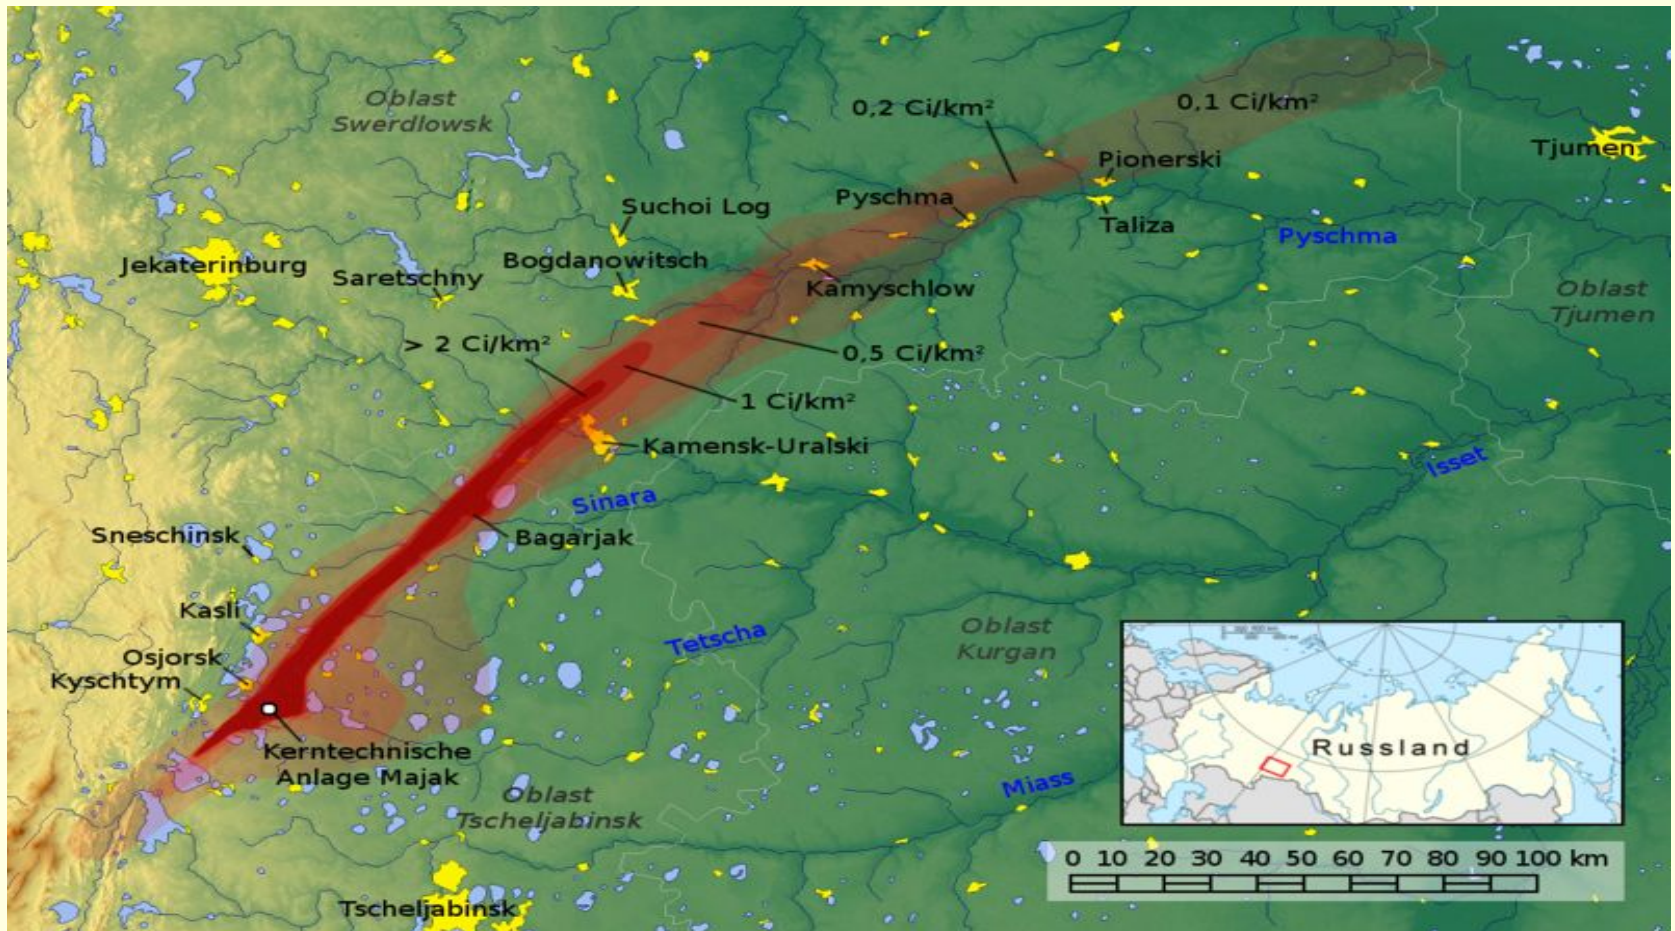 Oblast
Swerdlowsk
0,2 Ci/km²
0,1 Ci/km²
Tjumen
Pionerski
Pyschma
Suchoi Log
Taliza
Pyschma
Jekaterinburg
Saretschny
Bogdanowitsch
Kamyschlow
Oblast
Tjumen
> 2 Ci/km²
0,5 Ci/km²
1 Ci/km²
Kamensk-Uralski
Isset
Sinara
Sneschinsk
Bagarjak
Kasli
Tetscha
Oblast
Kurgan
Osjorsk
Kyschtym
Kerntechnische
Anlage Majak
Russland
Miass
Oblast
Tscheljabinsk
0 10 20 30 40 50 60 70 80 90 100 km
Tscheljabinsk